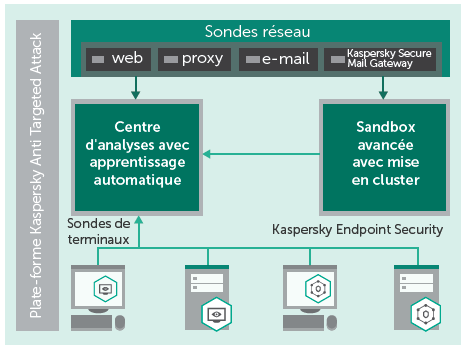 Plate-forme Kaspersky Anti Targeted Attack
Sondes réseau
web
proxy
e-mail
Kaspersky Secure
Mail Gateway
Centre
d'analyses avec
apprentissage
automatique
Sandbox
avancée
avec mise
en cluster
Sondes de
terminaux
Kaspersky Endpoint Security